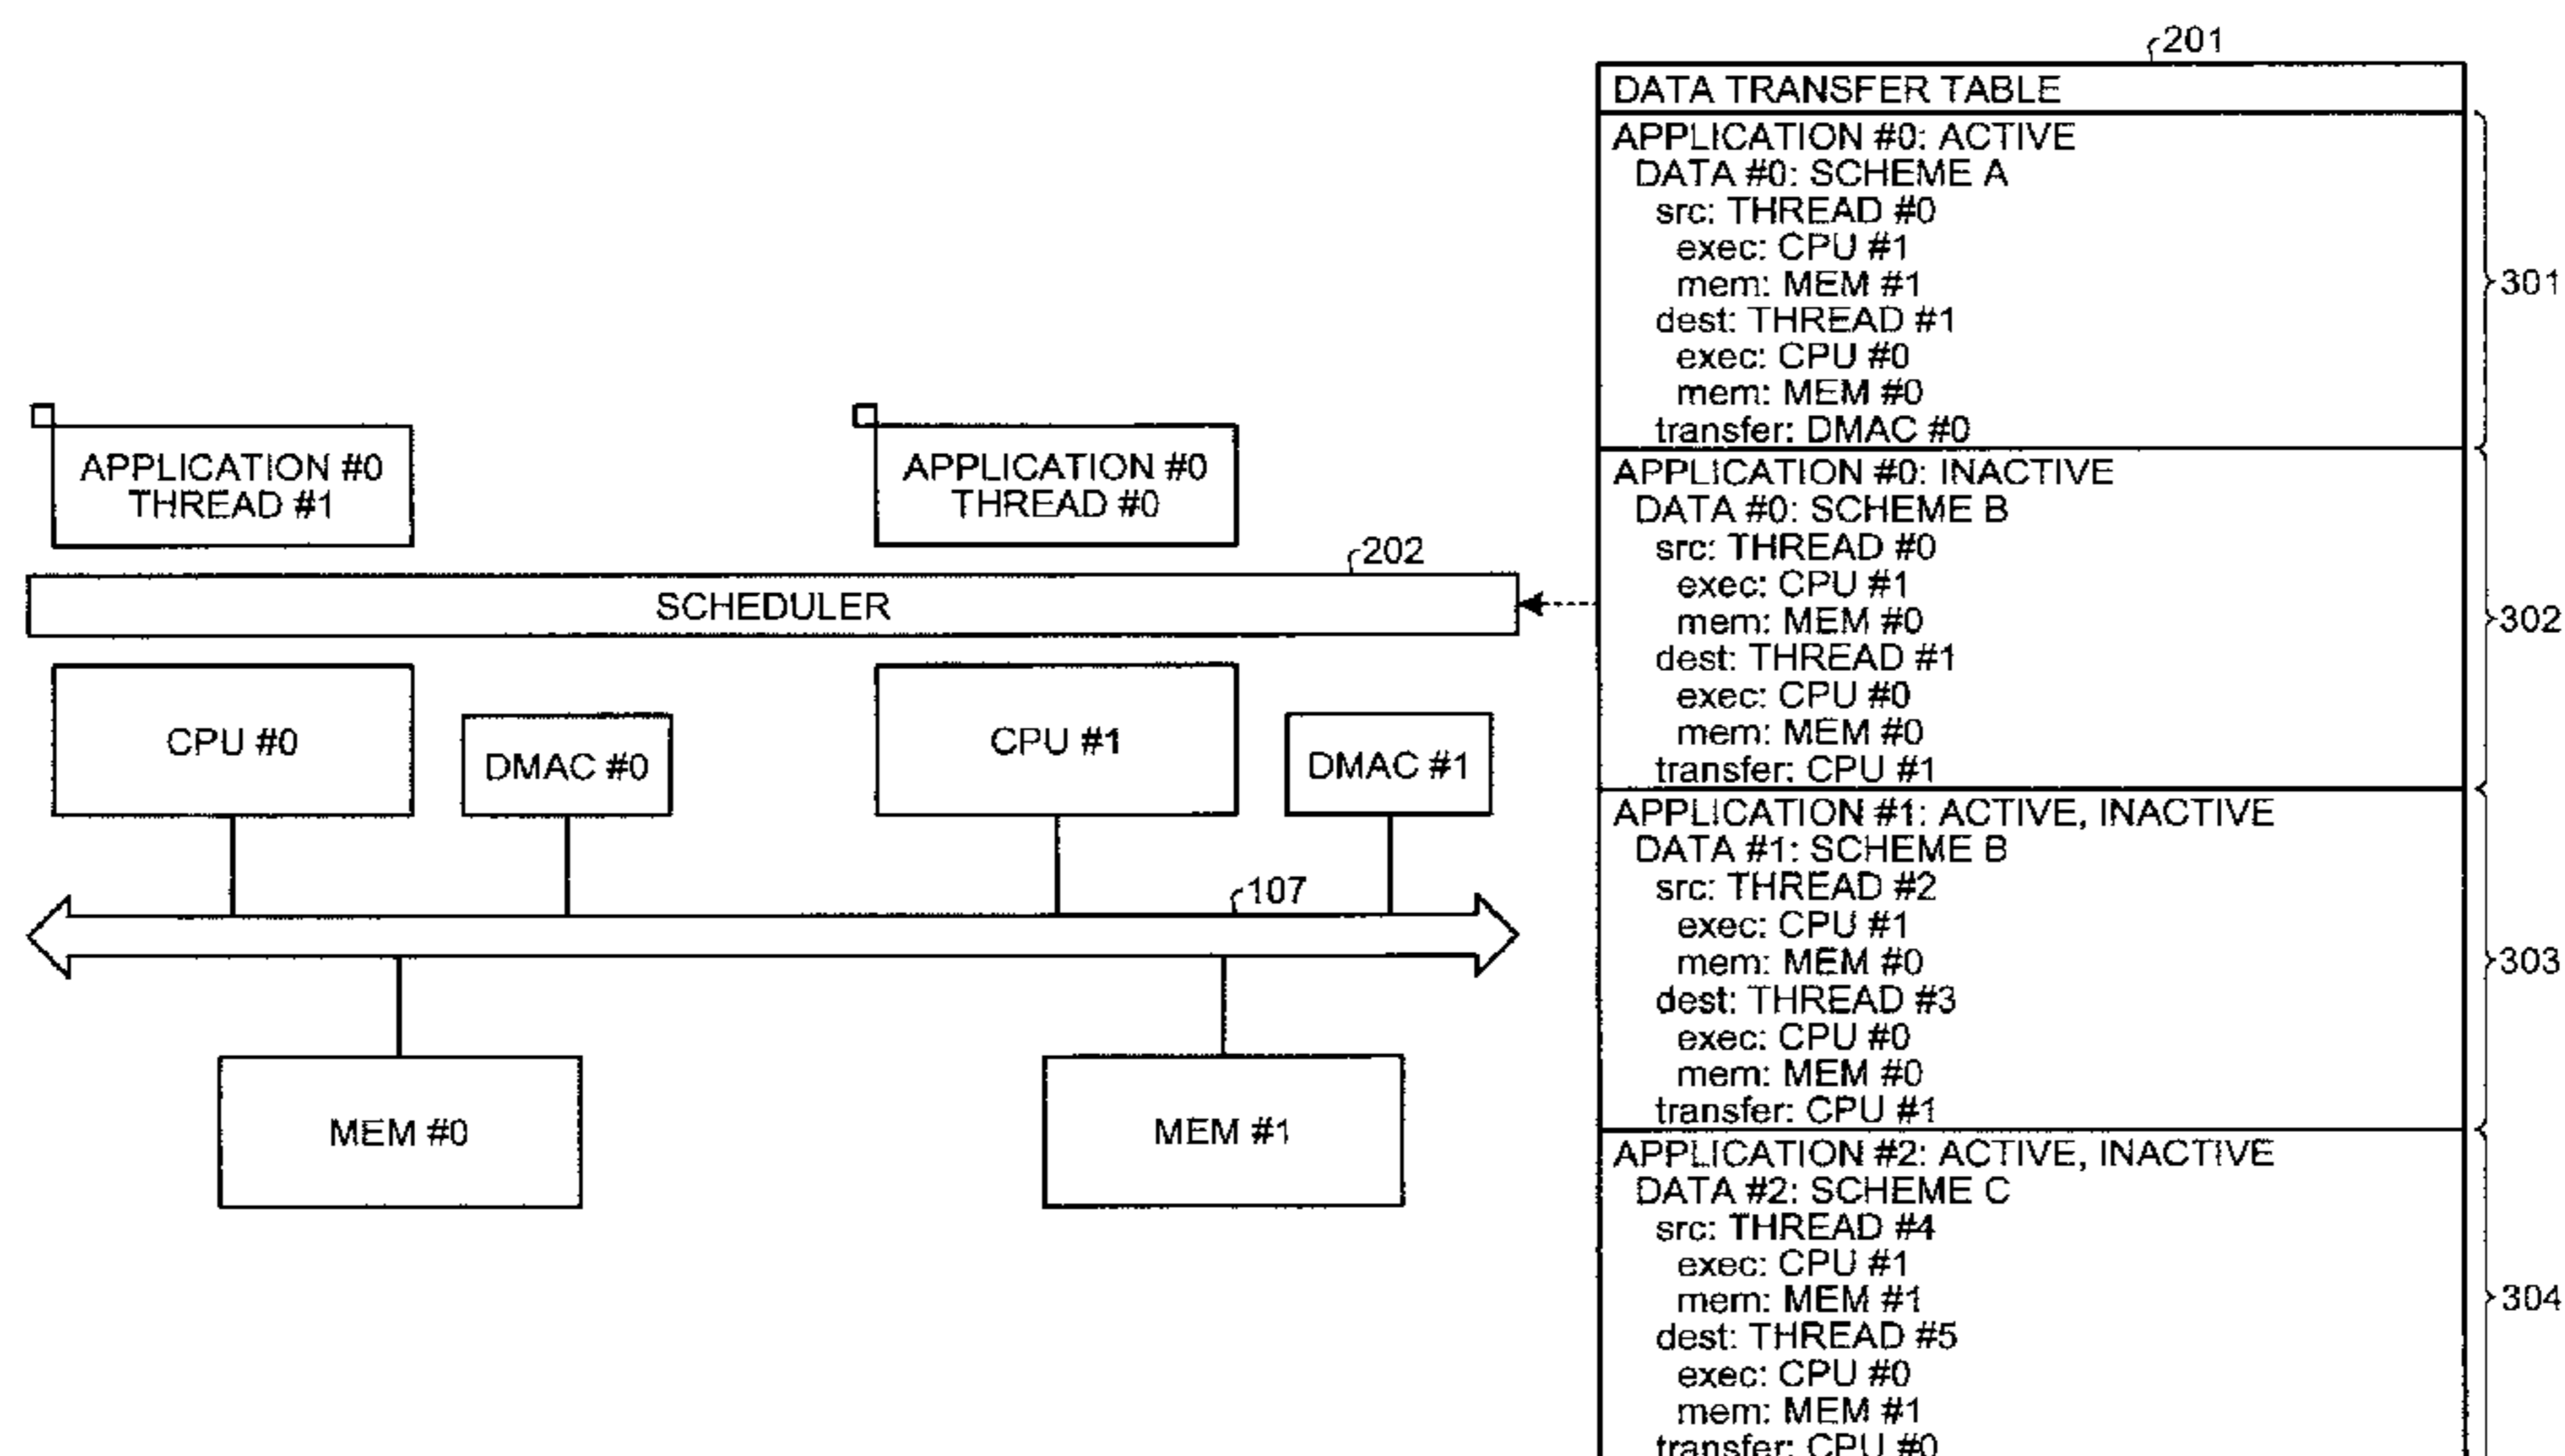 201
DATA TRANSFER TABLE
APPLICATION #0: ACTIVE
DATA #0: SCHEME A
src: THREAD #0
exec: CPU #1
mem: MEM #1
dest: THREAD #1
exec: CPU #0
mem: MEM #0
transfer: DMAC #0
301
APPLICATION #0: INACTIVE
DATA #0: SCHEME B
src: THREAD #0
exec: CPU #1
mem: MEM #0
dest: THREAD #1
exec: CPU #0
mem: MEM #0
transfer: CPU #1
302
APPLICATION #1: ACTIVE, INACTIVE
DATA #1: SCHEME B
src: THREAD #2
exec: CPU #1
mem: MEM #0
dest: THREAD #3
exec: CPU #0
mem: MEM #0
transfer: CPU #1
303
APPLICATION #2: ACTIVE, INACTIVE
DATA #2: SCHEME C
src: THREAD #4
exec: CPU #1
mem: MEM #1
dest: THREAD #5
exec: CPU #0
mem: MEM #1
transfer: CPU #0
304
APPLICATION #0
THREAD #1
APPLICATION #0
THREAD #0
202
SCHEDULER
CPU #0
DMAC #0
CPU #1
DMAC #1
107
MEM #0
MEM #1